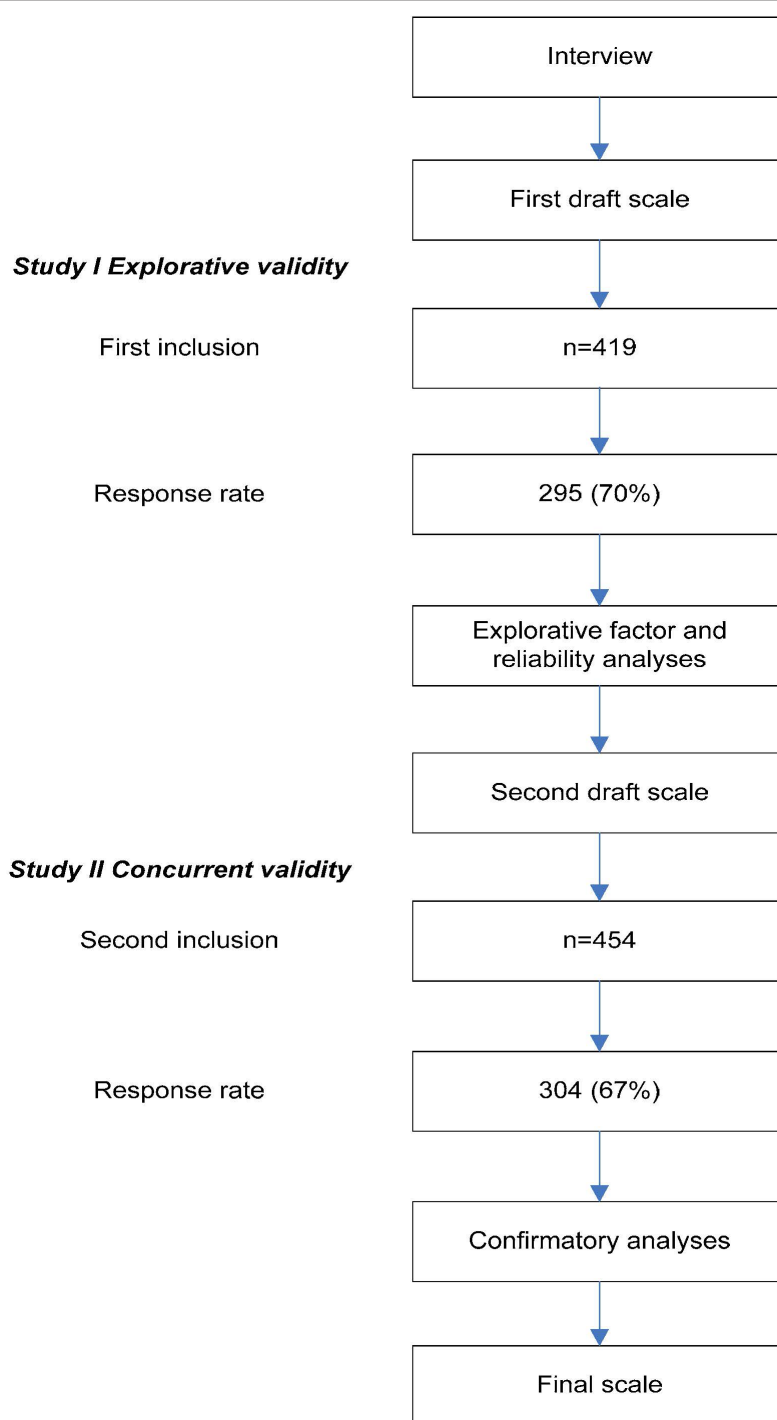 Interview
First draft scale
Study I Explorative validity
First inclusion
n=419
Response rate
295 (70%)
Explorative factor and
reliability analyses
Second draft scale
Study II Concurrent validity
Second inclusion
n=454
Response rate
304 (67%)
Confirmatory analyses
Final scale